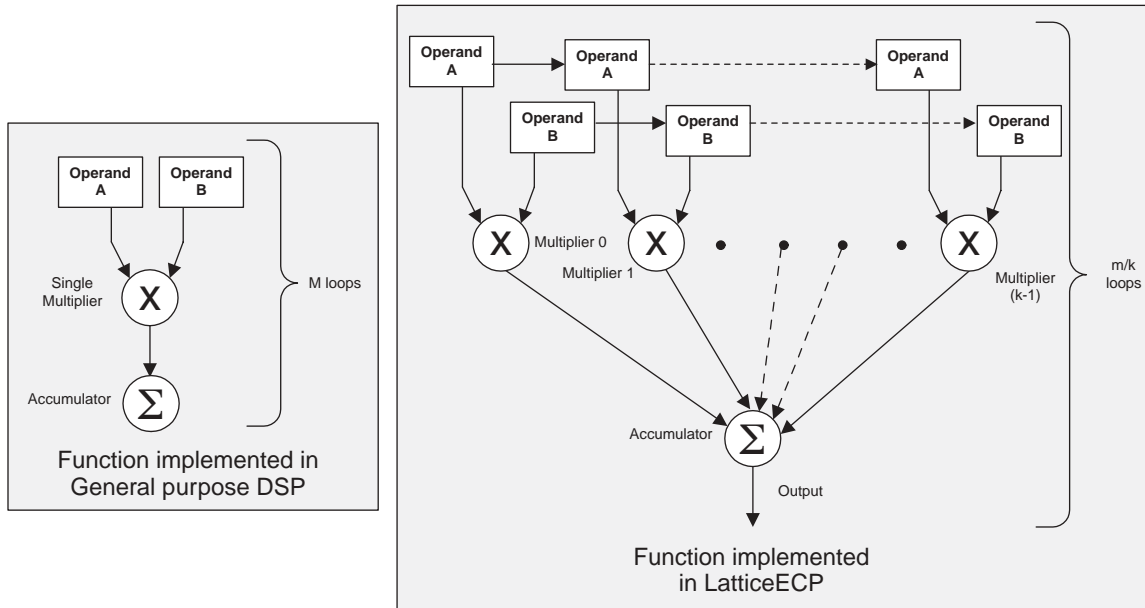 Operand
A
Operand
B
Single
Multiplier
X
M loops
Accumulator
Σ
Function implemented in
General purpose DSP
Operand
A
Operand
A
Operand
A
Operand
B
Operand
B
Operand
B
X
Multiplier 0
X
Multiplier 1
X
Multiplier
(k-1)
m/k
loops
Accumulator
Σ
Output
Function implemented
in LatticeECP